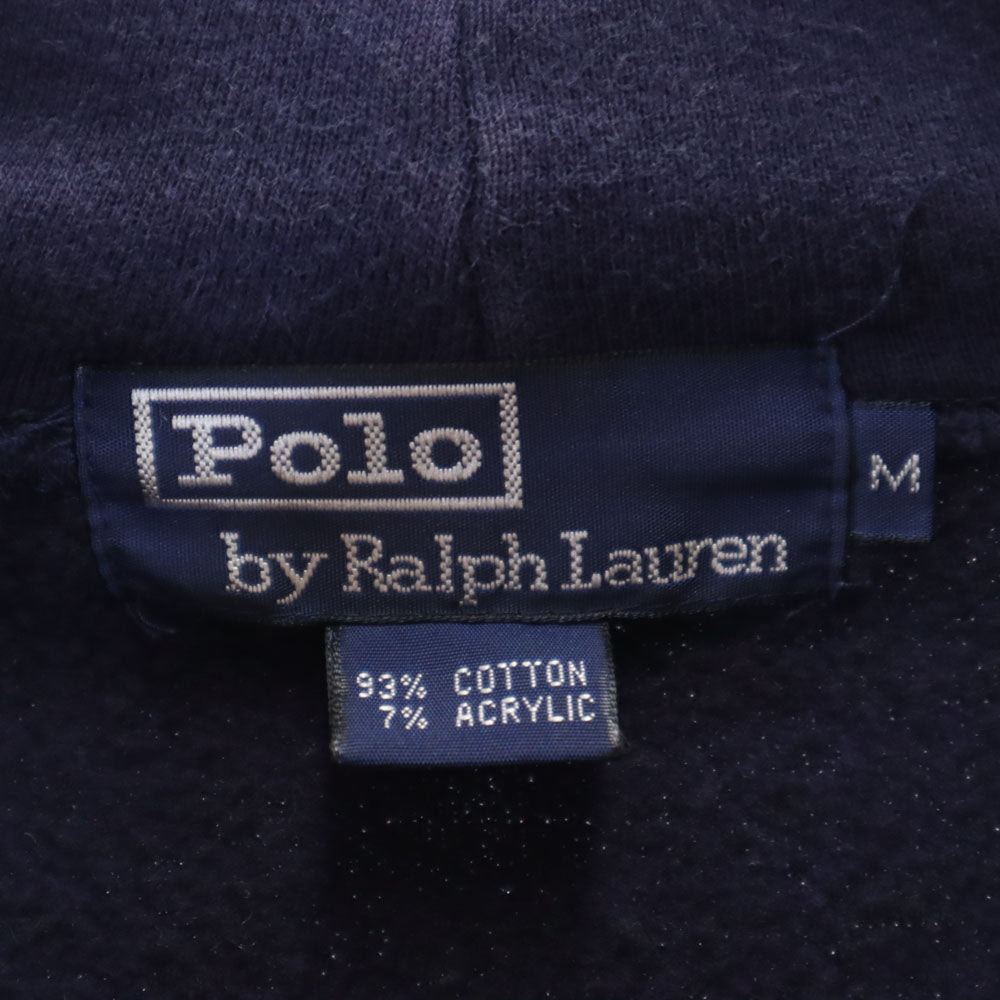 Polo
by Ralph Lauren
M
93% COTTON
7% ACRYLIC